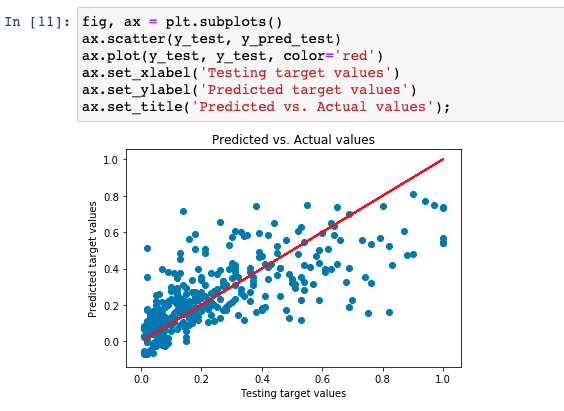 In [11]: fig, ax = plt.subplots()
ax.scatter(y_test, y_pred_test)
ax.plot(y_test, y_test, color='red')
ax.set_xlabel('Testing target values')
ax.set_ylabel('Predicted target values')
ax.set_title('Predicted vs. Actual values');
Predicted vs. Actual values
1.0
0.8
0.6
0.4
0.2
0.0
Predicted target values
0.0 0.2 0.4 0.6 0.8 1.0
Testing target values